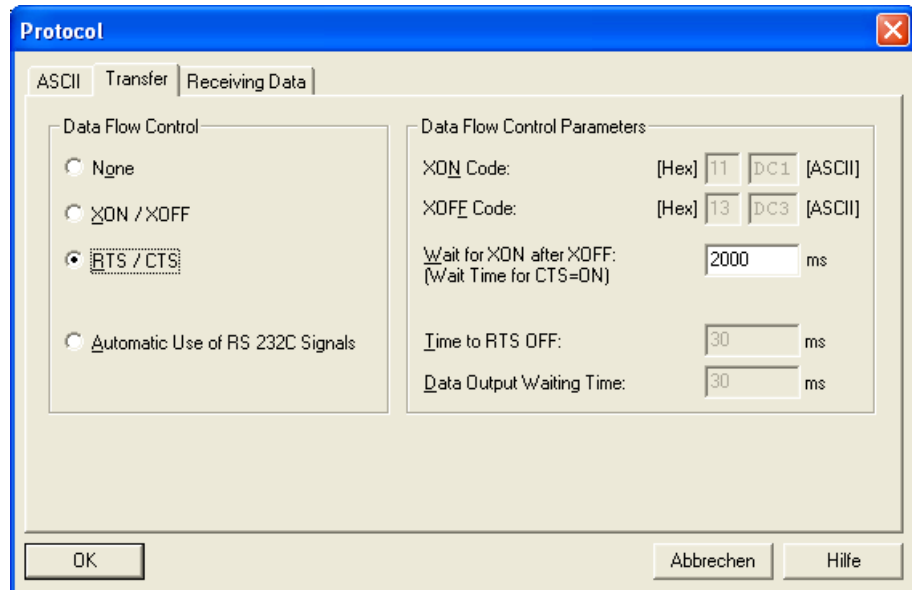 Protocol
ASCII Transfer Receiving Data
Data Flow Control
None
XON / XOFF
RTS / CTS
Automatic Use of RS 232C Signals
Data Flow Control Parameters
XON Code: [Hex] 11 DC1 [ASCII]
XOFF Code: [Hex] 13 DC3 [ASCII]
Wait for XON after XOFF: 2000 ms
(Wait Time for CTS=ON)
Time to RTS OFF: 30 ms
Data Output Waiting Time: 30 ms
OK Abbrechen Hilfe